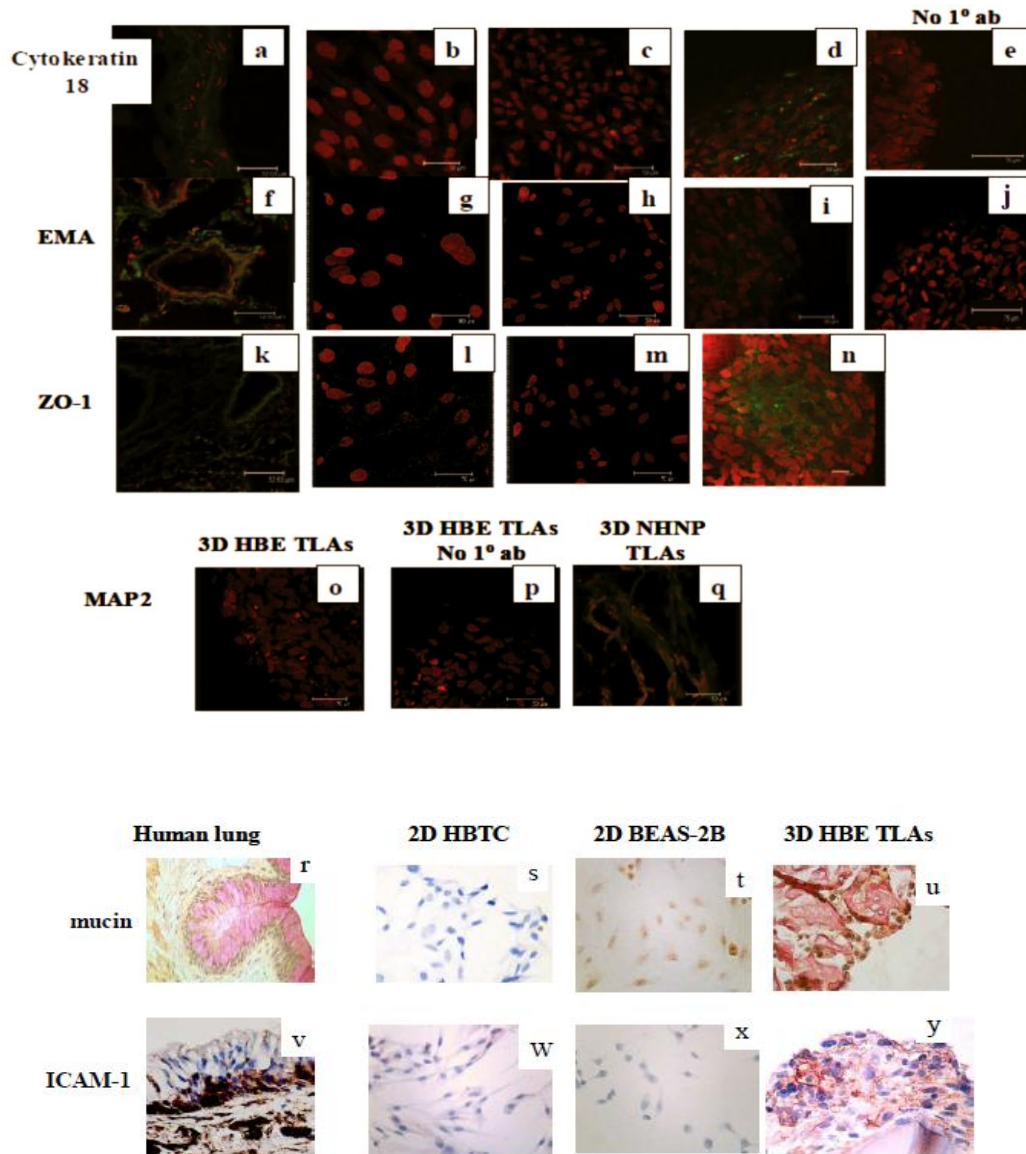 No 1° ab
Cytokeratin
18
a
b
c
d
e
EMA
f
g
h
i
j
ZO-1
k
l
m
n
3D HBE TLAs
3D HBE TLAs
No 1° ab
3D NHNP
TLAs
MAP2
o
p
q
Human lung
2D HBTC
2D BEAS-2B
3D HBE TLAs
mucin
r
s
t
u
ICAM-1
v
w
x
y